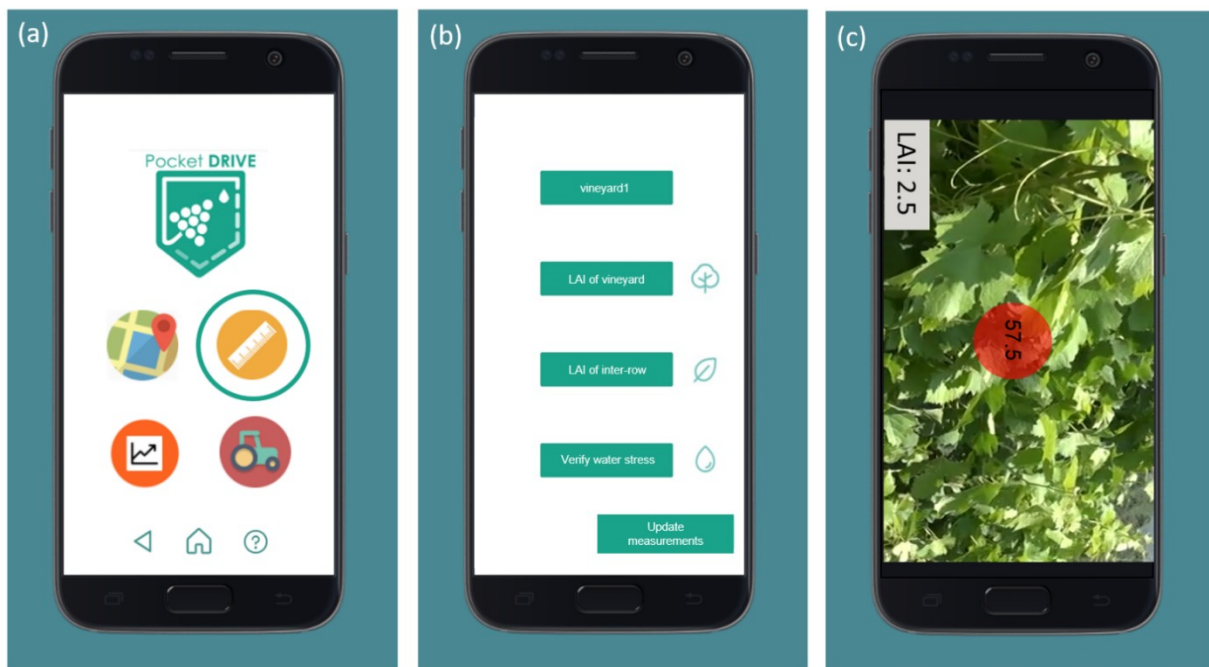 (a)
Pocket DRIVE
(b)
vineyard1
LAI of vineyard
LAI of inter-row
Verify water stress
Update
measurements
(c)
LAI: 2.5
57.5